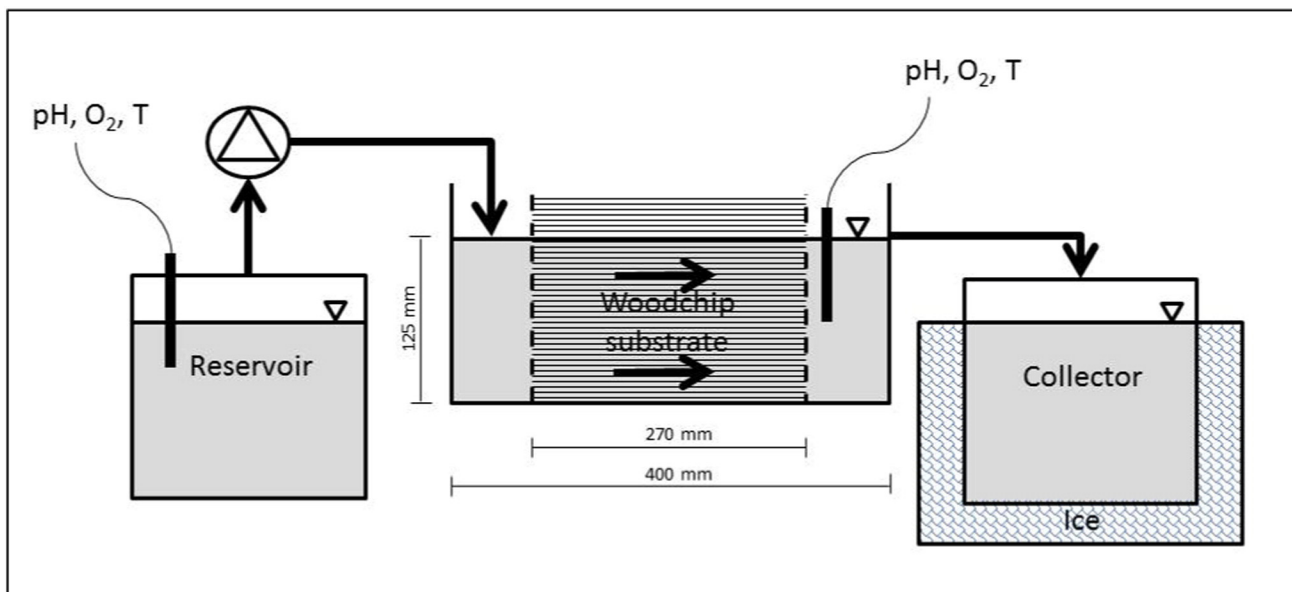 pH, O₂, T
pH, O₂, T
Reservoir
125 mm
Woodchip
substrate
Collector
270 mm
400 mm
Ice